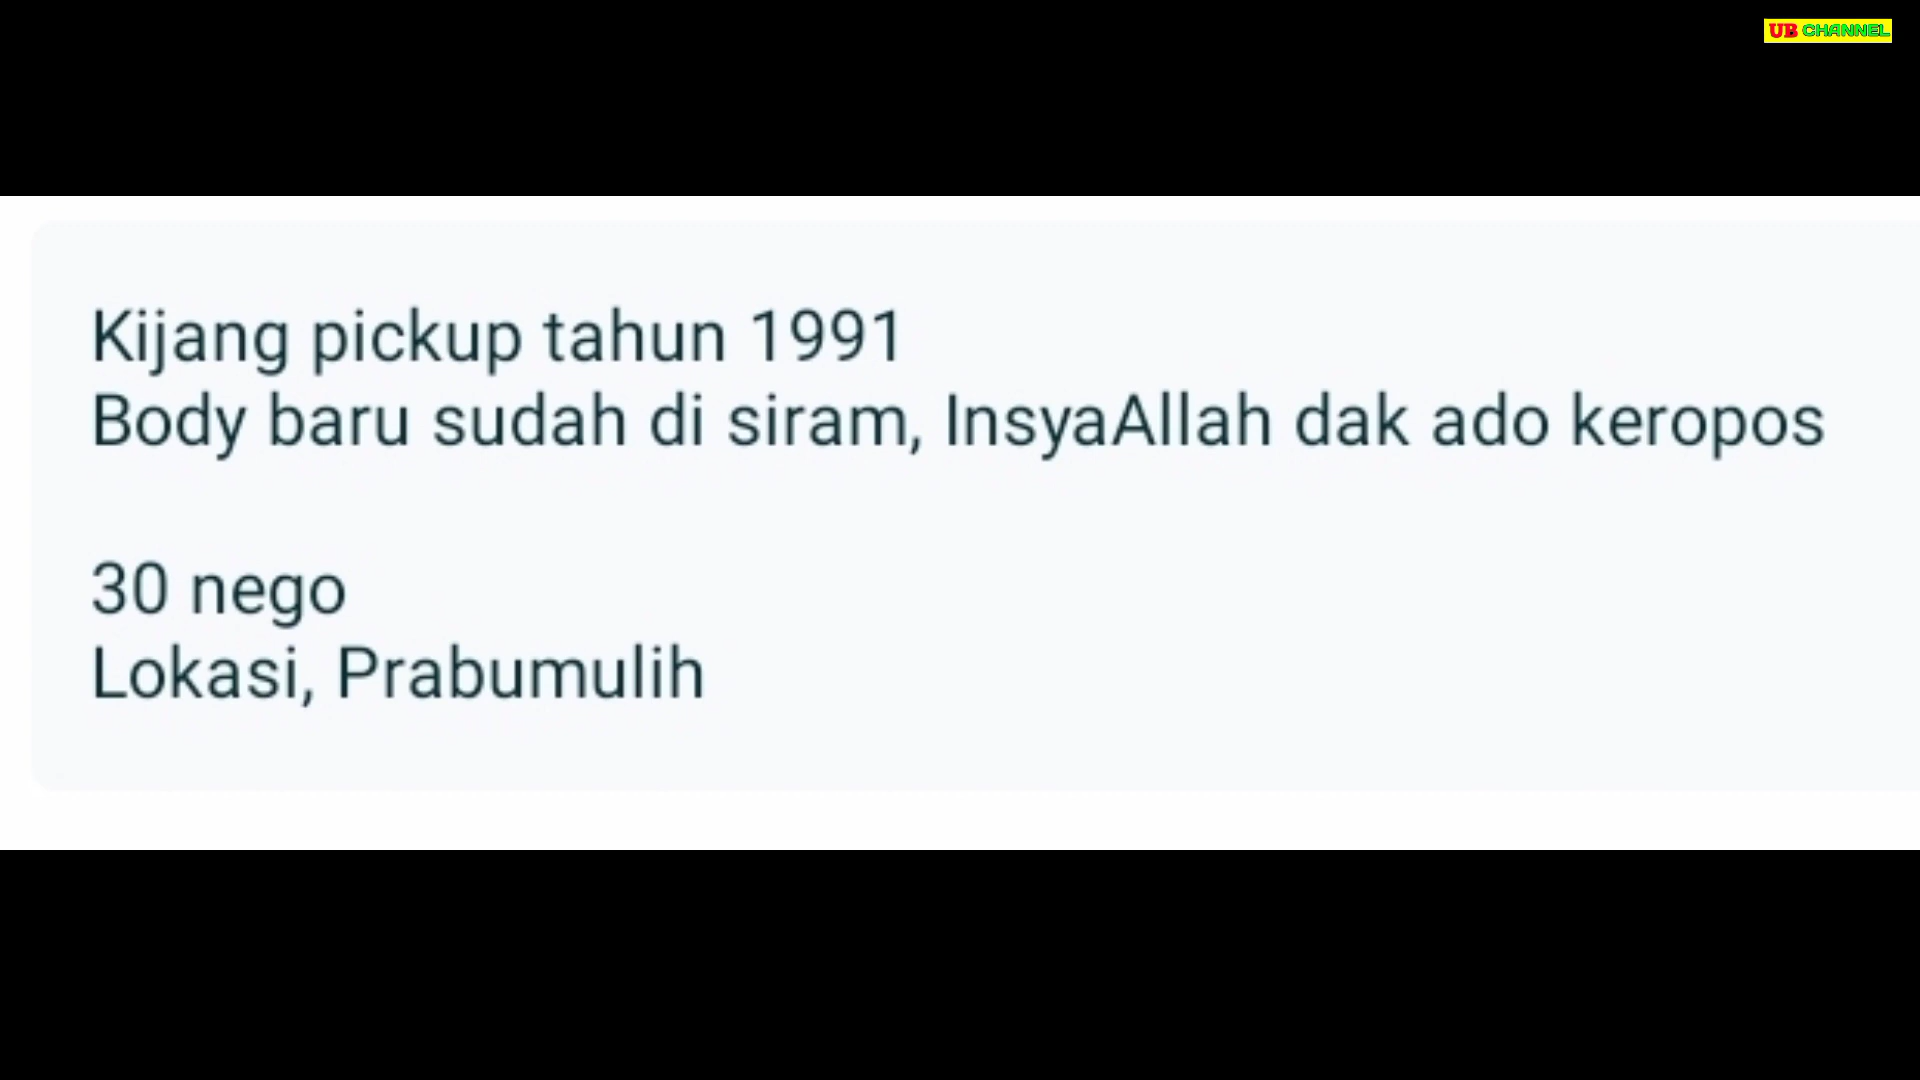 UB CHANNEL
Kijang pickup tahun 1991
Body baru sudah di siram, InsyaAllah dak ado keropos
30 nego
Lokasi, Prabumulih